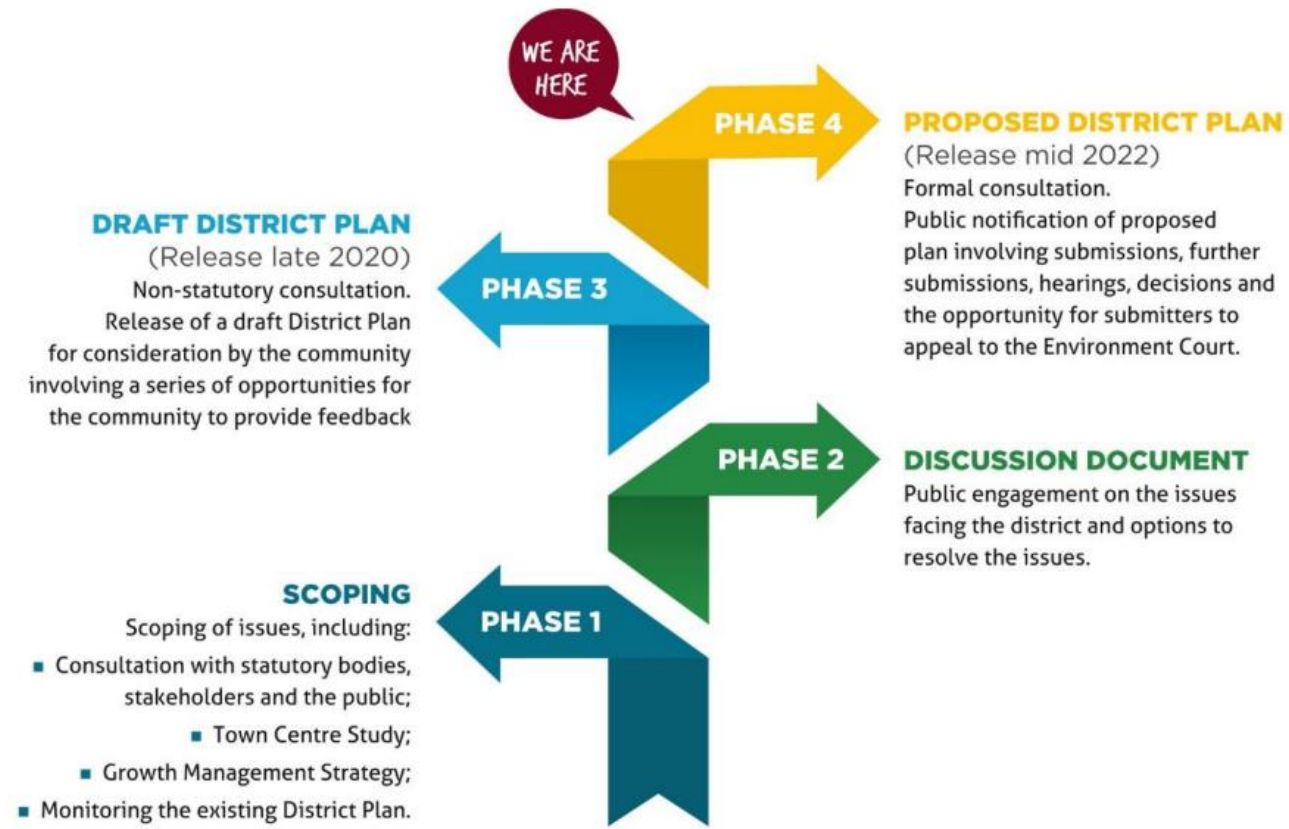 WE ARE
HERE
PHASE 4
PROPOSED DISTRICT PLAN
(Release mid 2022)
Formal consultation.
Public notification of proposed
plan involving submissions, further
submissions, hearings, decisions and
the opportunity for submitters to
appeal to the Environment Court.
DRAFT DISTRICT PLAN
(Release late 2020)
Non-statutory consultation.
Release of a draft District Plan
for consideration by the community
involving a series of opportunities for
the community to provide feedback
PHASE 3
PHASE 2
DISCUSSION DOCUMENT
Public engagement on the issues
facing the district and options to
resolve the issues.
SCOPING
Scoping of issues, including:
▪ Consultation with statutory bodies,
stakeholders and the public;
▪ Town Centre Study;
▪ Growth Management Strategy;
▪ Monitoring the existing District Plan.
PHASE 1